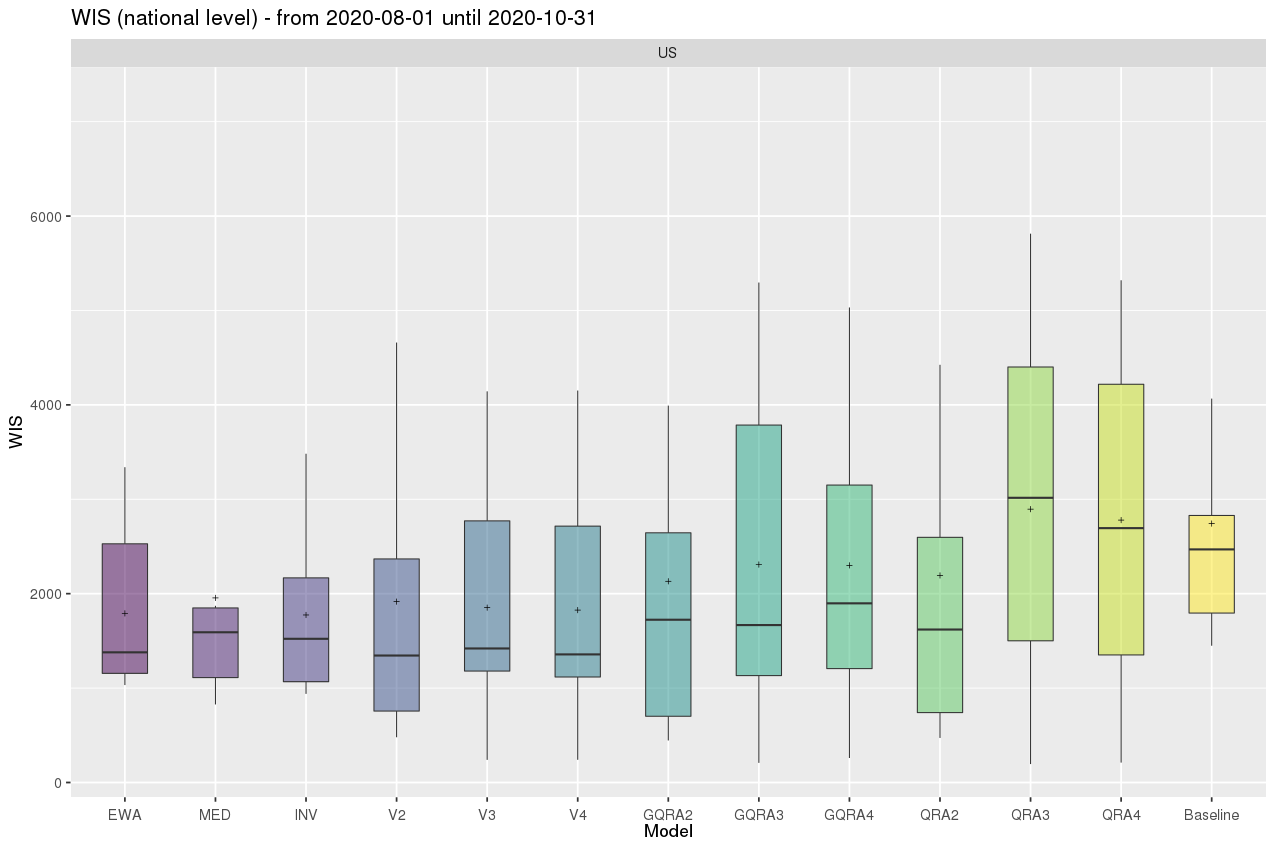 WIS (national level) - from 2020-08-01 until 2020-10-31
US
WIS
6000
4000
2000
0
EWA MED INV V2 V3 V4 GQRA2 GQRA3 GQRA4 QRA2 QRA3 QRA4 Baseline
Model